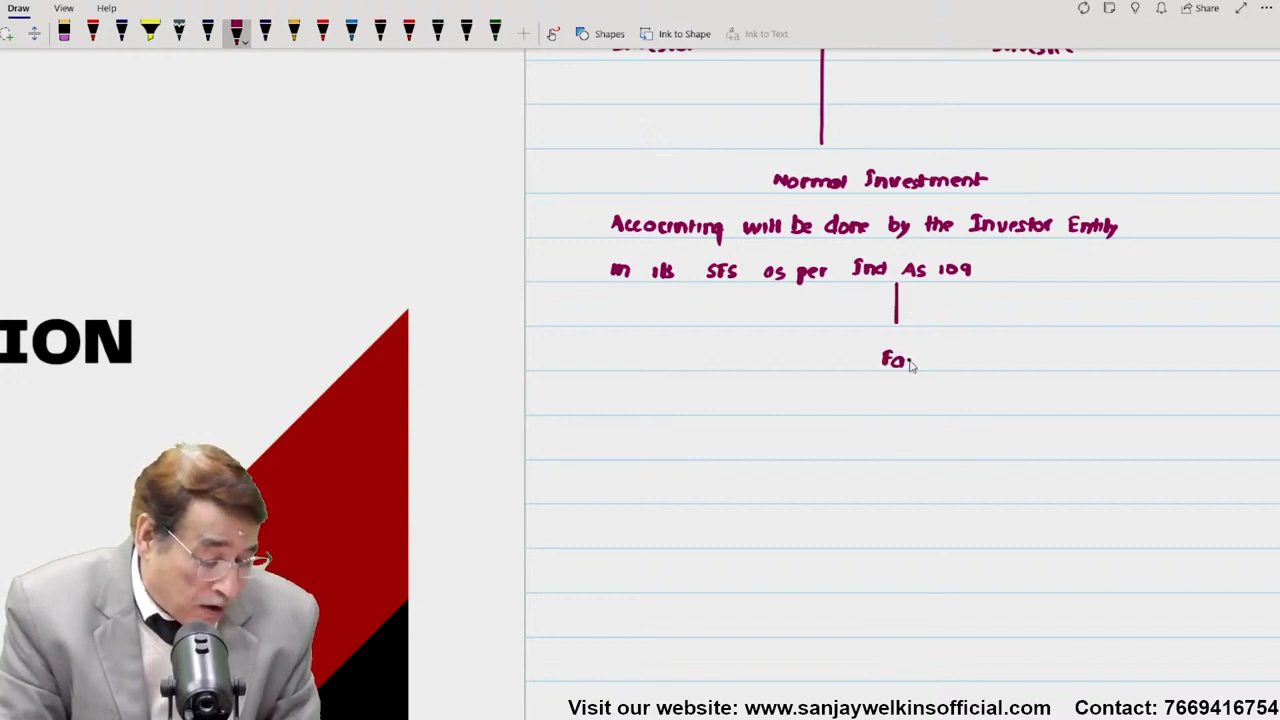 Draw View Help Share
Shapes Ink to Shape Ink to Text
Normal Investment
Accounting will be done by the Investor Entity
in its SFS as per Ind As 109
Fa
ION
Visit our website: www.sanjaywelkinsofficial.com Contact: 7669416754